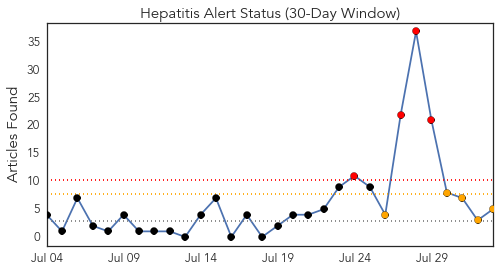 Hepatitis Alert Status (30-Day Window)
Articles Found
35
30
25
20
15
10
5
0
Jul 04
Jul 09
Jul 14
Jul 19
Jul 24
Jul 29